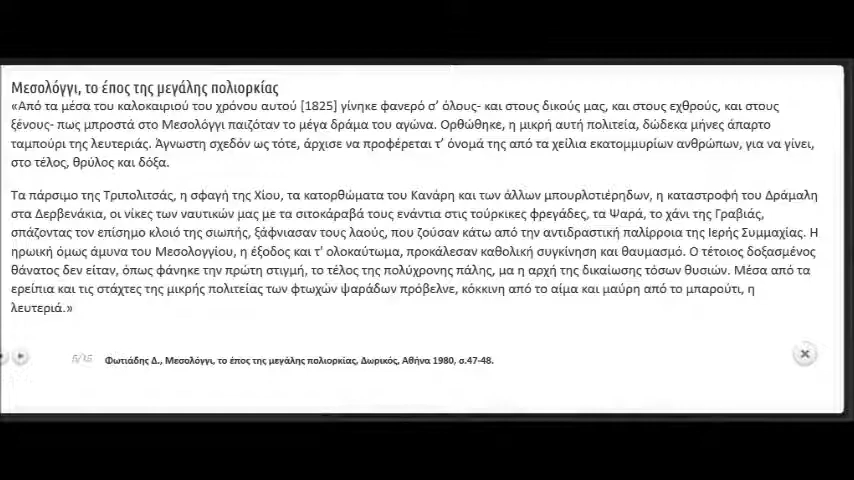 Μεσολόγγι, το έπος της μεγάλης πολιορκίας
«Από τα μέσα του καλοκαιριού του χρόνου αυτού [1825] γίνηκε φανερό σ’ όλους- και στους δικούς μας, και στους εχθρούς, και στους
ξένους- πως μπροστά στο Μεσολόγγι παιζόταν το μέγα δράμα του αγώνα. Ορθώθηκε, η μικρή αυτή πολιτεία, δώδεκα μήνες άπαρτο
ταμπούρι της λευτεριάς. Άγνωστη σχεδόν ως τότε, άρχισε να προφέρεται τ’ όνομά της από τα χείλια εκατομμυρίων ανθρώπων, για να γίνει,
στο τέλος, θρύλος και δόξα.
Τα πάρσιμο της Τριπολιτσάς, η σφαγή της Χίου, τα κατορθώματα του Κανάρη και των άλλων μπουρλοτιέρηδων, η καταστροφή του Δράμαλη
στα Δερβενάκια, οι νίκες των ναυτικών μας με τα σιτοκάραβά τους ενάντια στις τούρκικες φρεγάδες, τα Ψαρά, το χάνι της Γραβιάς,
σπάζοντας τον επίσημο κλοιό της σιωπής, ξάφνιασαν τους λαούς, που ζούσαν κάτω από την αντιδραστική παλίρροια της Ιερής Συμμαχίας. Η
ηρωική όμως άμυνα του Μεσολογγίου, η έξοδος και τ' ολοκαύτωμα, προκάλεσαν καθολική συγκίνηση και θαυμασμό. Ο τέτοιος δοξασμένος
θάνατος δεν είταν, όπως φάνηκε την πρώτη στιγμή, το τέλος της πολύχρονης πάλης, μα η αρχή της δικαίωσης τόσων θυσιών. Μέσα από τα
ερείπια και τις στάχτες της μικρής πολιτείας των φτωχών ψαράδων πρόβελνε, κόκκινη από το αίμα και μαύρη από το μπαρούτι, η
λευτεριά.»
5/15 Φωτιάδης Δ., Μεσολόγγι, το έπος της μεγάλης πολιορκίας, Δωρικός, Αθήνα 1980, σ.47-48.